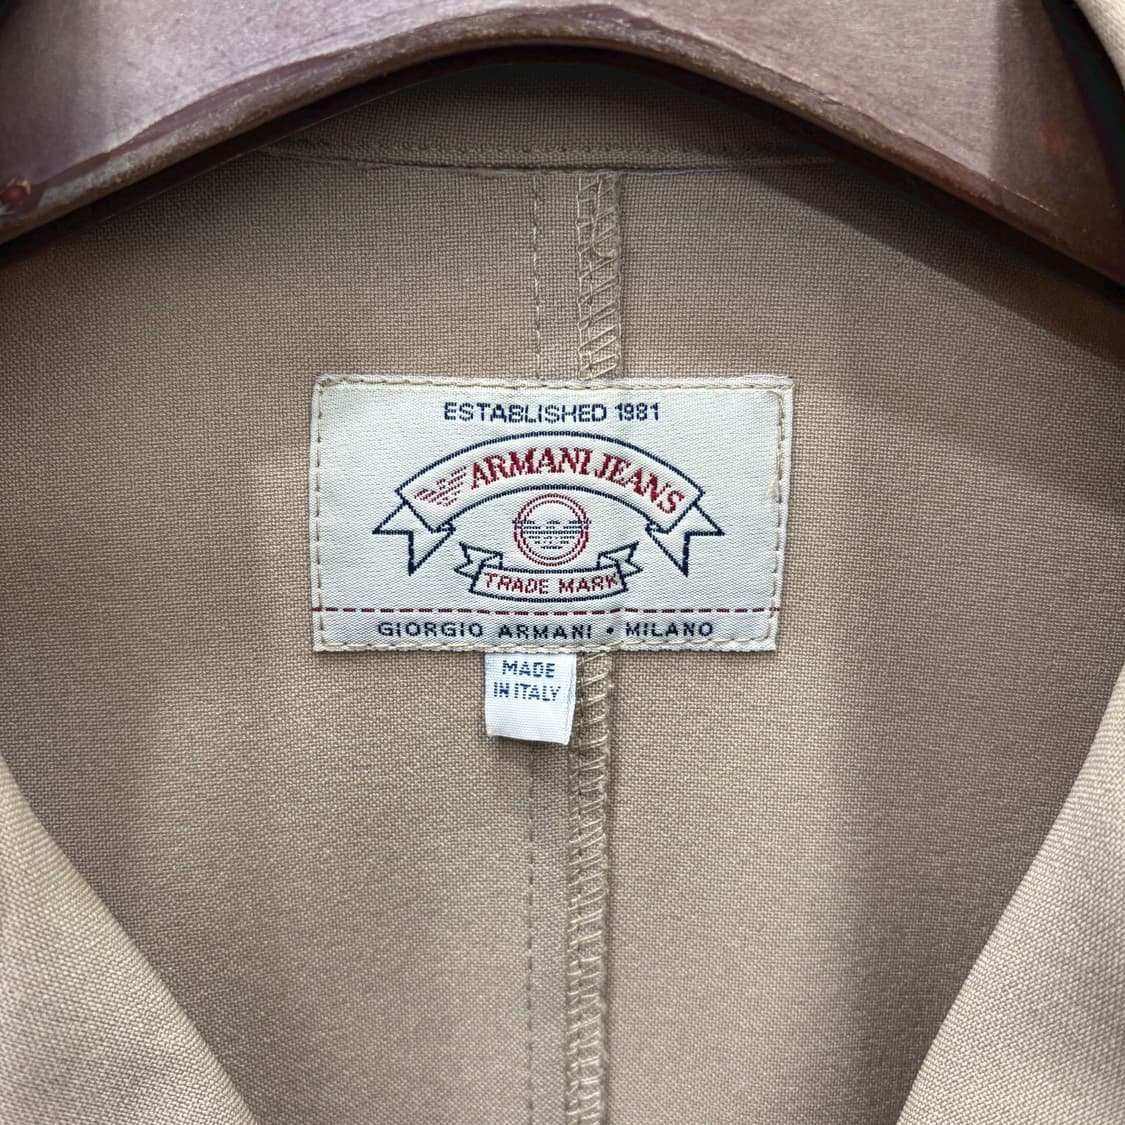 ESTABLISHED 1981
ARMANI JEANS
TRADE MARK
GIORGIO ARMANI • MILANO
MADE
IN ITALY